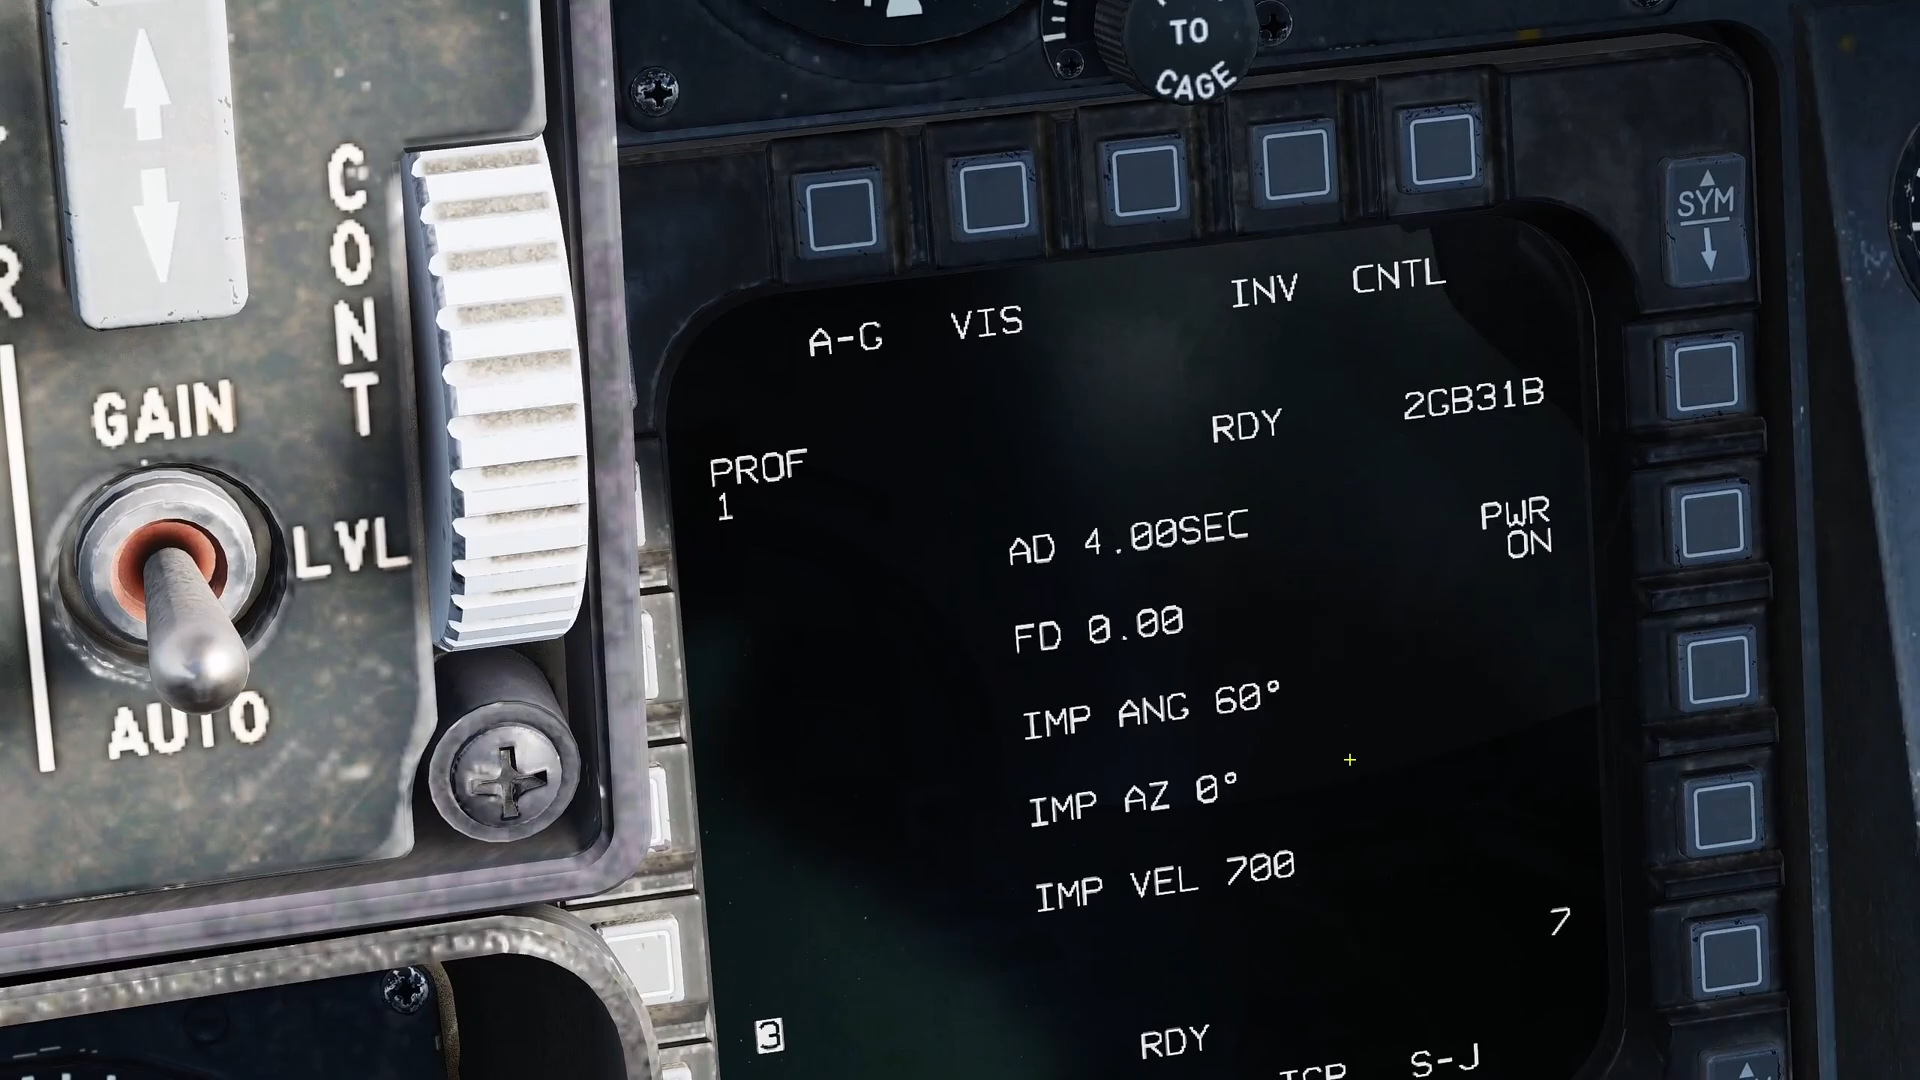 TO
CAGE
CONT
GAIN
LVL
AUTO
SYM
A-G VIS INV CNTL
RDY 2GB31B
PROF
1
AD 4.00SEC
PWR
ON
FD 0.00
IMP ANG 60°
IMP AZ 0°
IMP VEL 700
7
3
RDY
S-J